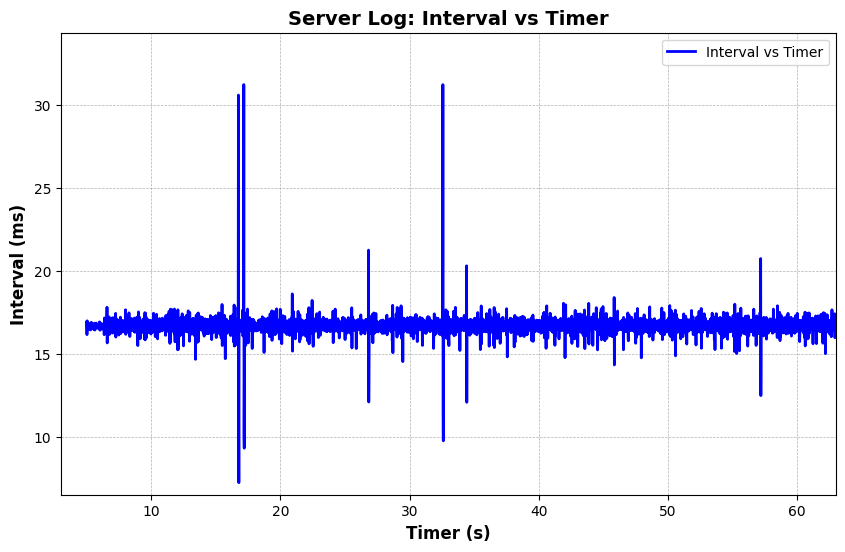 Server Log: Interval vs Timer
Interval vs Timer
30
25
20
15
10
Interval (ms)
10 20 30 40 50 60
Timer (s)